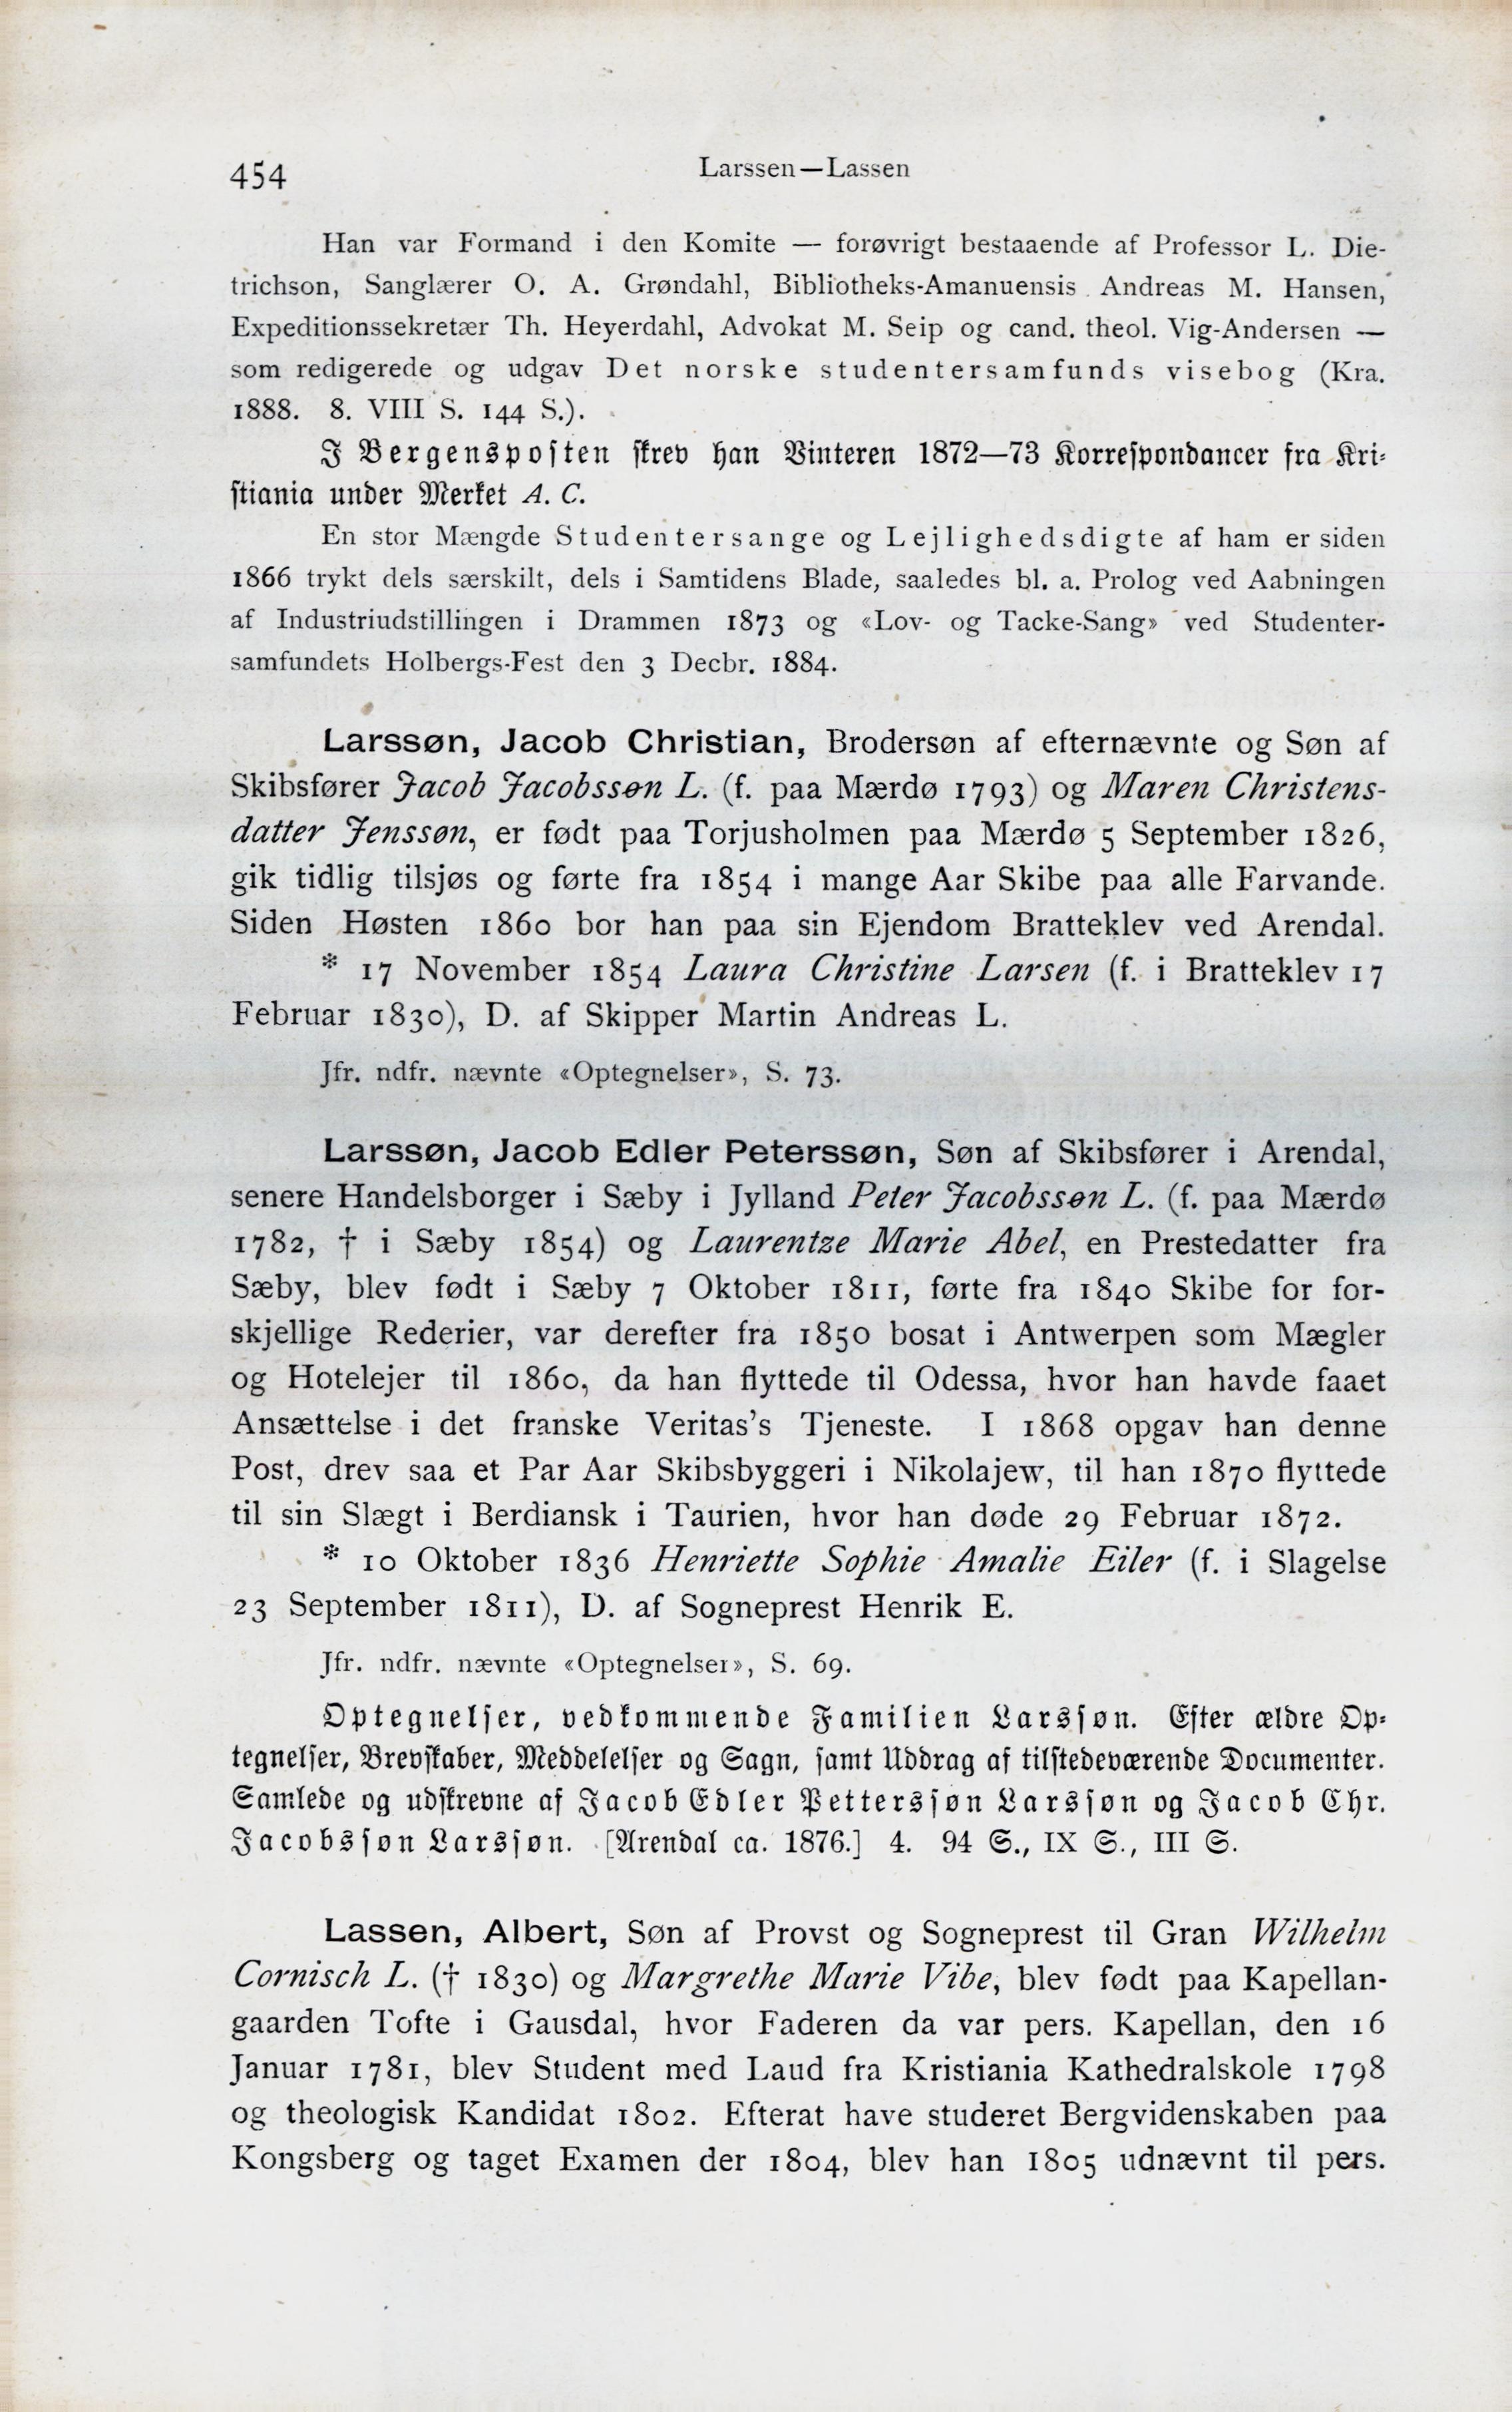 454
Larssen—Lassen
Han var Formand i den Komite — forøvrigt bestaaende af Professor L. Die-
trichson, Sanglærer O. A. Grøndahl, Bibliotheks-Amanuensis Andreas M. Hansen,
Expeditionssekretær Th. Heyerdahl, Advokat M. Seip og cand. theol. Vig-Andersen —
som redigerede og udgav Det norske studentersamfunds visebog (Kra.
1888. 8. VIII S. 144 S.).
I Bergensposten skrev han Vinteren 1872—73 Korrespondancer fra Kri-
stiania under Merket A. C.
En stor Mængde Studentersange og Lejlighedsdigte af ham er siden
1866 trykt dels særskilt, dels i Samtidens Blade, saaledes bl. a. Prolog ved Aabningen
af Industriudstillingen i Drammen 1873 og «Lov- og Tacke-Sang» ved Studenter-
samfundets Holbergs-Fest den 3 Decbr. 1884.
Larssøn, Jacob Christian, Brodersøn af efternævnte og Søn af
Skibsfører Jacob Jacobssøn L. (f. paa Mærdø 1793) og Maren Christens-
datter Jenssøn, er født paa Torjusholmen paa Mærdø 5 September 1826,
gik tidlig tilsjøs og førte fra 1854 i mange Aar Skibe paa alle Farvande.
Siden Høsten 1860 bor han paa sin Ejendom Bratteklev ved Arendal.
* 17 November 1854 Laura Christine Larsen (f. i Bratteklev 17
Februar 1830), D. af Skipper Martin Andreas L.
Jfr. ndfr. nævnte «Optegnelser», S. 73.
Larssøn, Jacob Edler Peterssøn, Søn af Skibsfører i Arendal,
senere Handelsborger i Sæby i Jylland Peter Jacobssøn L. (f. paa Mærdø
1782, † i Sæby 1854) og Laurentze Marie Abel, en Prestedatter fra
Sæby, blev født i Sæby 7 Oktober 1811, førte fra 1840 Skibe for for-
skjellige Rederier, var derefter fra 1850 bosat i Antwerpen som Mægler
og Hotelejer til 1860, da han flyttede til Odessa, hvor han havde faaet
Ansættelse i det franske Veritas's Tjeneste. I 1868 opgav han denne
Post, drev saa et Par Aar Skibsbyggeri i Nikolajew, til han 1870 flyttede
til sin Slægt i Berdiansk i Taurien, hvor han døde 29 Februar 1872.
* 10 Oktober 1836 Henriette Sophie Amalie Eiler (f. i Slagelse
23 September 1811), D. af Sogneprest Henrik E.
Jfr. ndfr. nævnte «Optegnelser», S. 69.
Optegnelser, vedkommende Familien Larssøn. Efter ældre Op-
tegnelser, Brevskaber, Meddelelser og Sagn, samt Uddrag af tilstedeværende Documenter.
Samlede og udskrevne af Jacob Edler Petterssøn Larssøn og Jacob Chr.
Jacobssøn Larssøn. [Arendal ca. 1876.] 4. 94 S., IX S., III S.
Lassen, Albert, Søn af Provst og Sogneprest til Gran Wilhelm
Cornisch L. († 1830) og Margrethe Marie Vibe, blev født paa Kapellan-
gaarden Tofte i Gausdal, hvor Faderen da var pers. Kapellan, den 16
Januar 1781, blev Student med Laud fra Kristiania Kathedralskole 1798
og theologisk Kandidat 1802. Efterat have studeret Bergvidenskaben paa
Kongsberg og taget Examen der 1804, blev han 1805 udnævnt til pers.